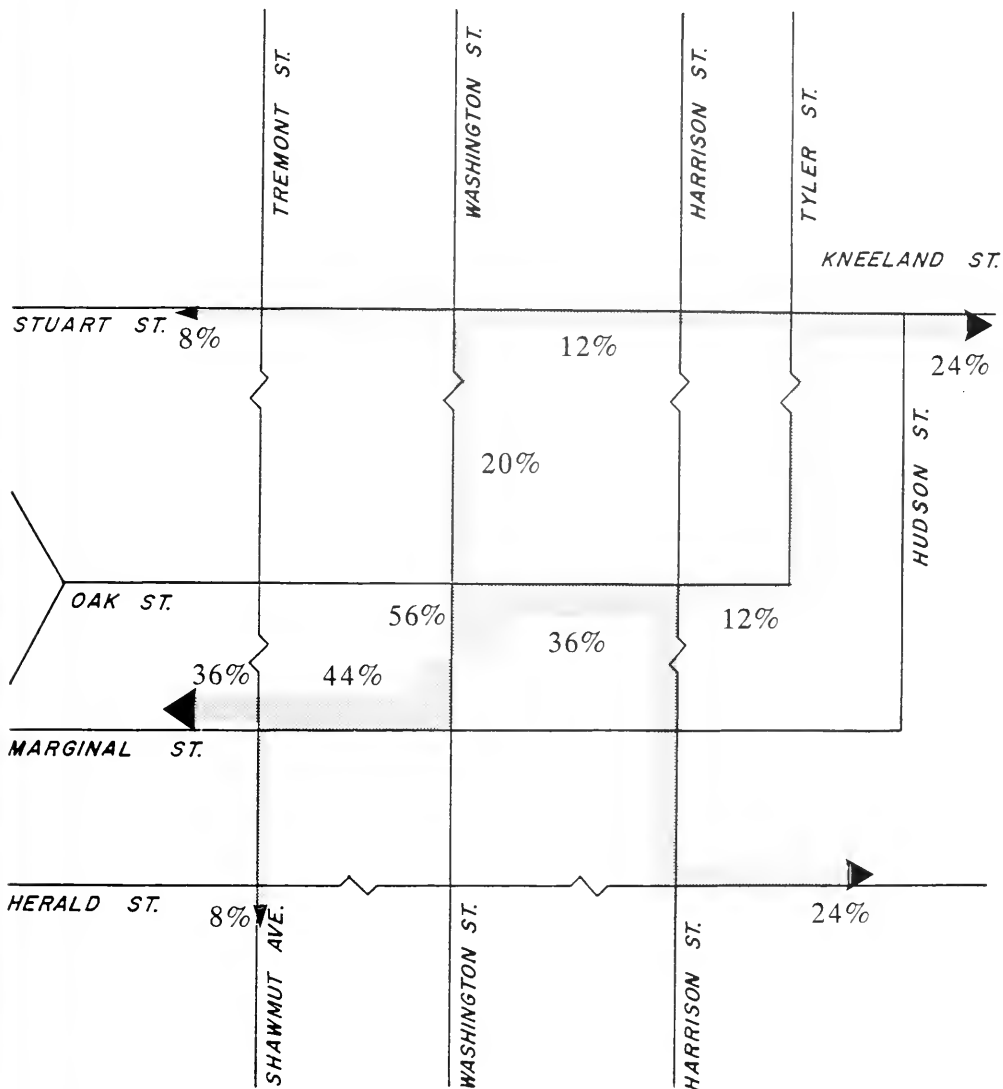 TREMONT ST.
WASHINGTON ST.
HARRISON ST.
TYLER ST.
KNEELAND ST.
STUART ST.
8%
12%
24%
20%
HUDSON ST.
OAK ST.
56%
36%
12%
36%
44%
MARGINAL ST.
HERALD ST.
8%
24%
SHAWMUT AVE.
WASHINGTON ST.
HARRISON ST.